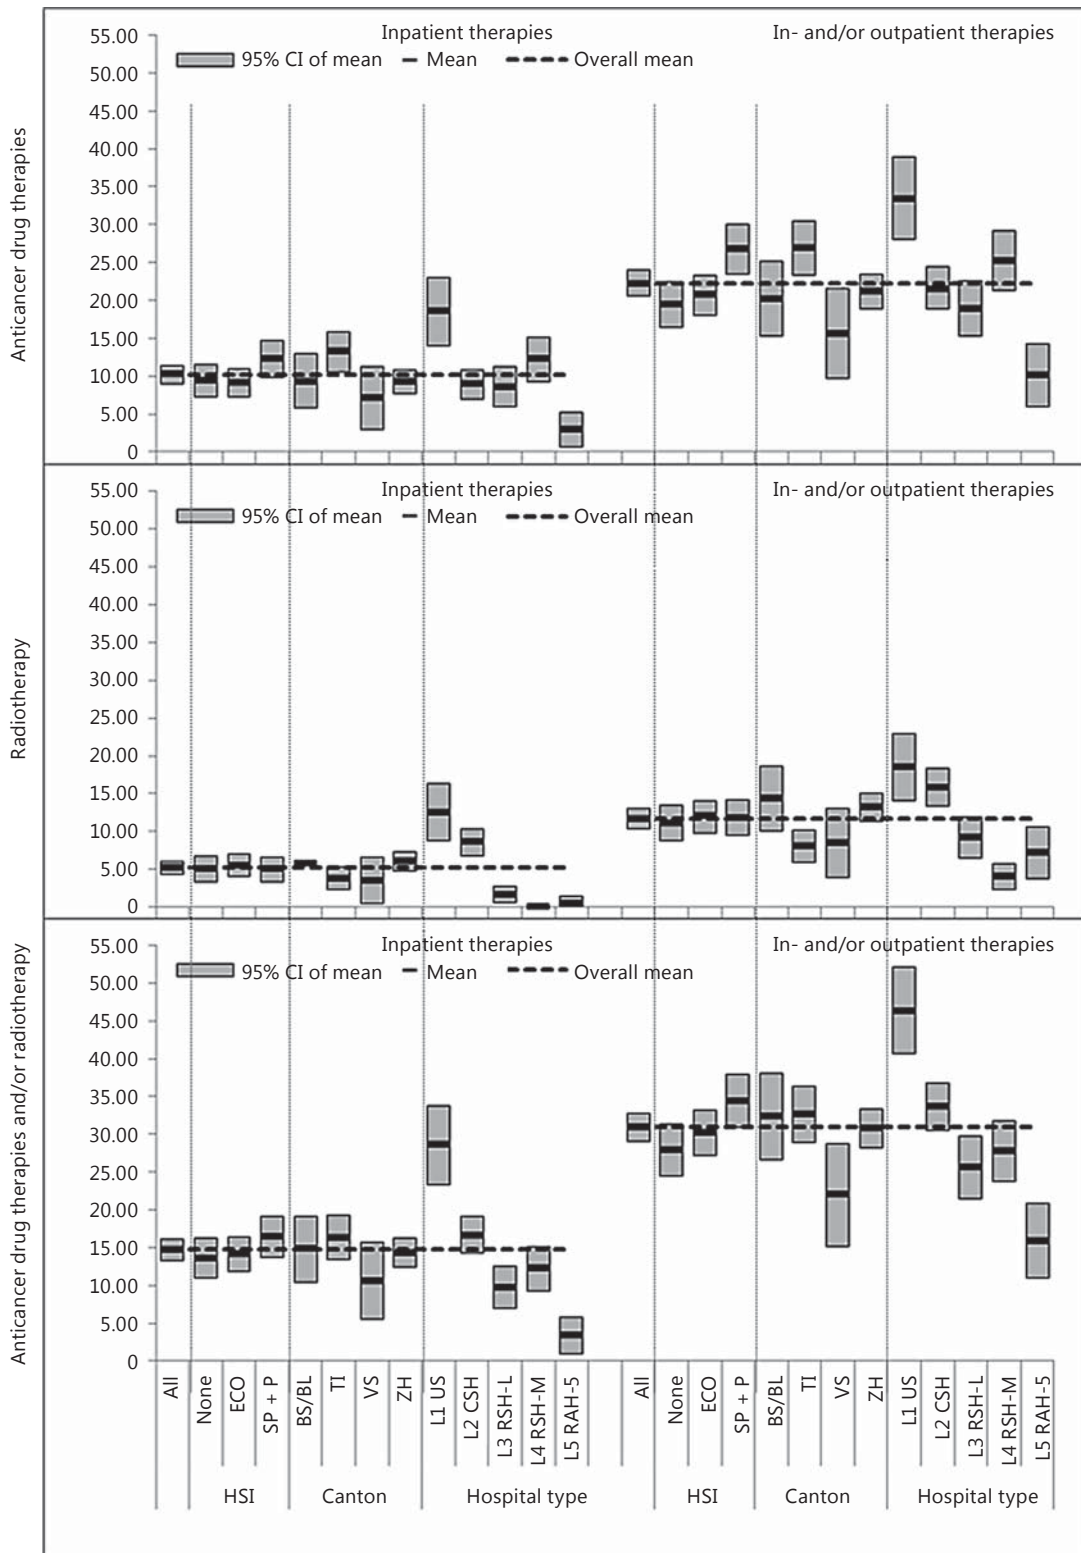 Anticancer drug therapies
Inpatient therapies In- and/or outpatient therapies
95% CI of mean Mean Overall mean
55.00
50.00
45.00
40.00
35.00
30.00
25.00
20.00
15.00
10.00
5.00
0
Radiotherapy
Inpatient therapies In- and/or outpatient therapies
95% CI of mean Mean Overall mean
55.00
50.00
45.00
40.00
35.00
30.00
25.00
20.00
15.00
10.00
5.00
0
Anticancer drug therapies and/or radiotherapy
Inpatient therapies In- and/or outpatient therapies
95% CI of mean Mean Overall mean
55.00
50.00
45.00
40.00
35.00
30.00
25.00
20.00
15.00
10.00
5.00
0
All
None
ECO
SP + P
BS/BL
TI
VS
ZH
L1 US
L2 CSH
L3 RSH-L
L4 RSH-M
L5 RAH-5
All
None
ECO
SP + P
BS/BL
TI
VS
ZH
L1 US
L2 CSH
L3 RSH-L
L4 RSH-M
L5 RAH-5
HSI Canton Hospital type HSI Canton Hospital type